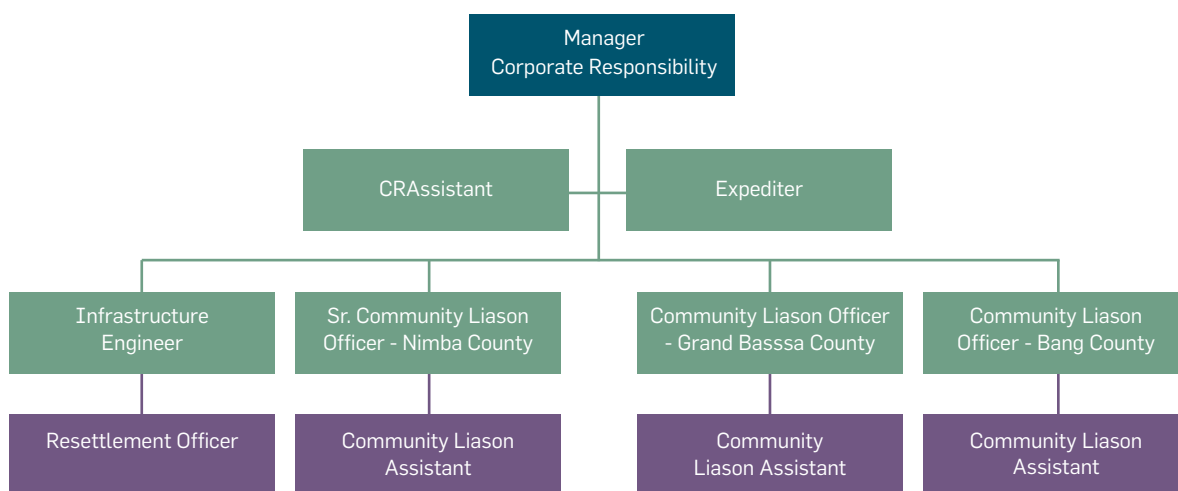 Manager
Corporate Responsibility
CRAssistant
Expediter
Infrastructure
Engineer
Sr. Community Liason
Officer - Nimba County
Community Liason Officer
- Grand Basssa County
Community Liason
Officer - Bang County
Resettlement Officer
Community Liason
Assistant
Community
Liason Assistant
Community Liason
Assistant